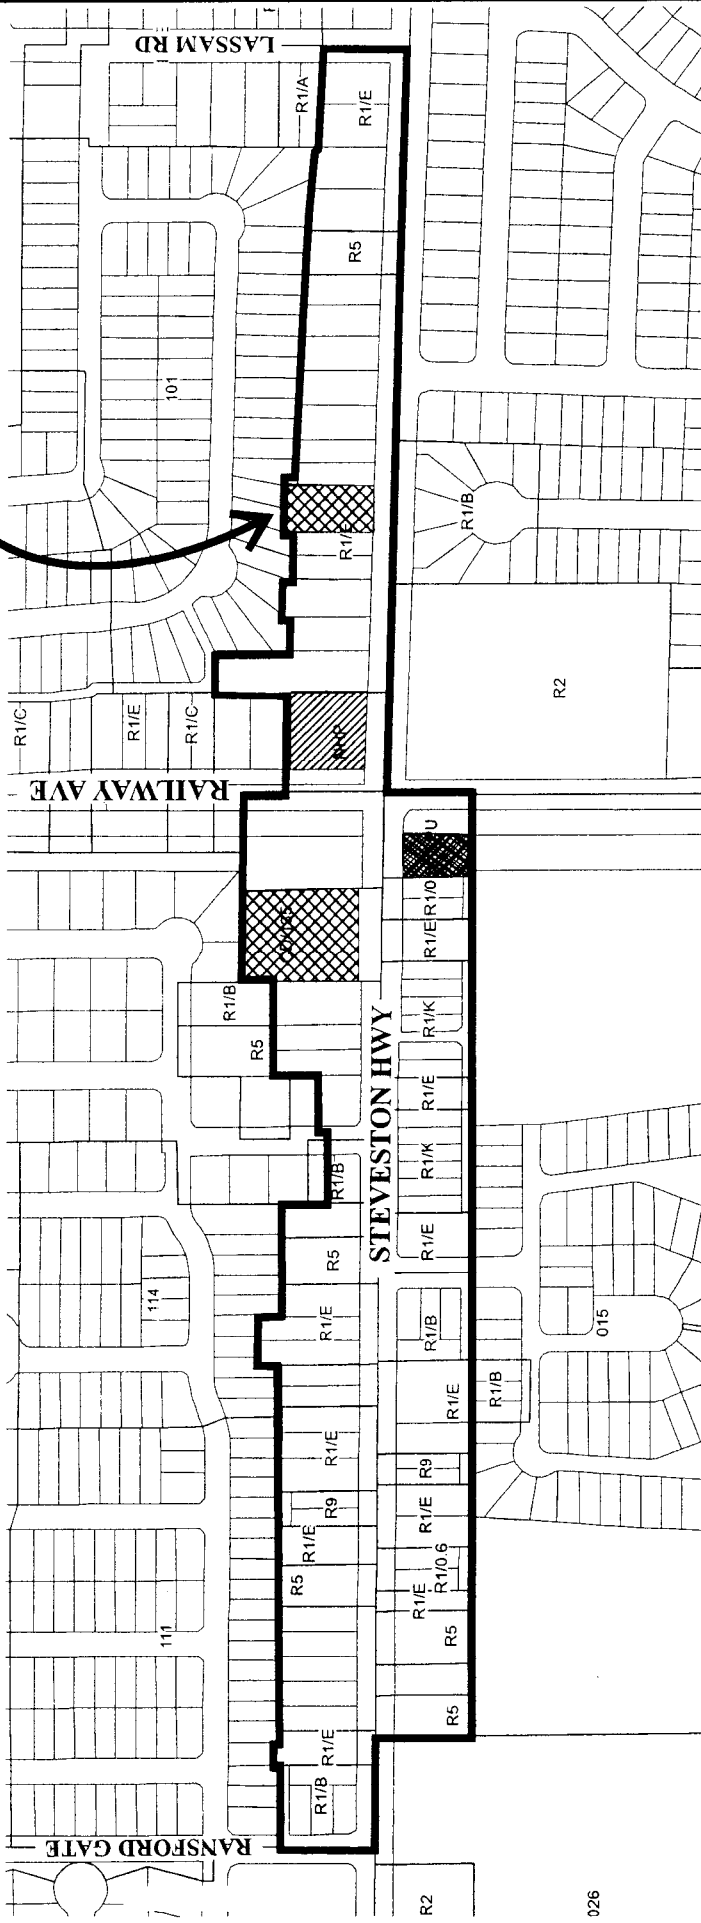 LASSAM RD
R1/A
R1/E
R5
101
R1/B
R1/E
R2
R1/C
R1/E
R1/C
RAILWAY AVE
R1/0
R1/E
R1/B
R1/K
R5
STEVESTON HWY
R1/E
R1/K
R1/B
R1/E
R5
114
R1/E
R1/B
015
R1/E
R1/B
R1/E
R9
R9
R1/E
R1/E
R1/0.6
R5
R1/E
111
R5
R5
R1/E
R1/B
RANSFORD GATE
R2
026